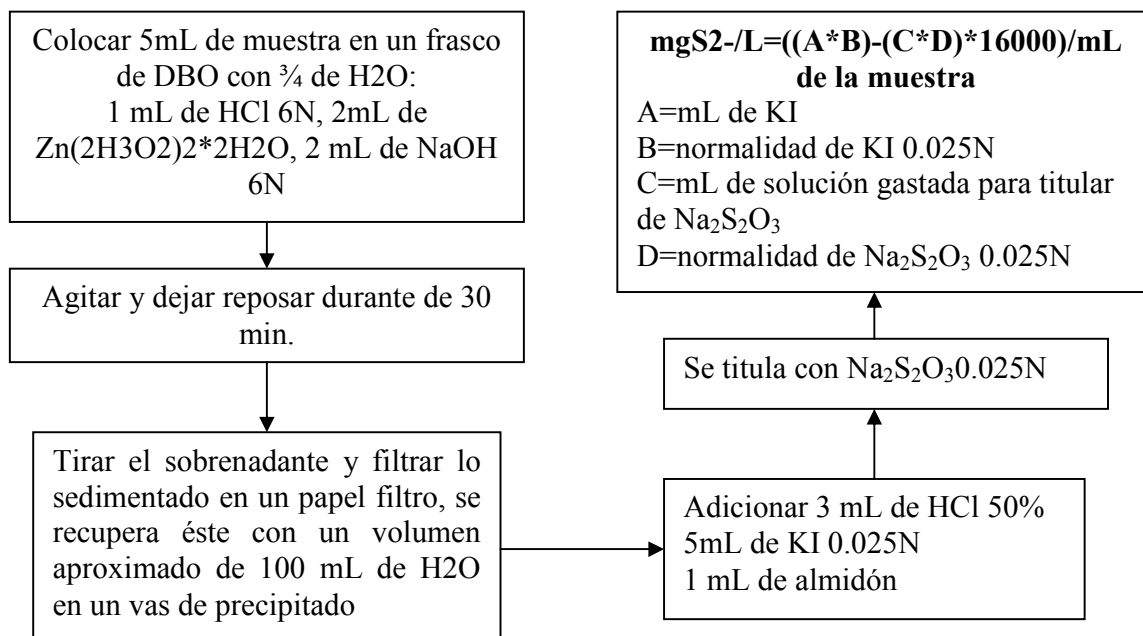 Colocar 5mL de muestra en un frasco
de DBO con ¾ de H2O:
1 mL de HCl 6N, 2mL de
Zn(2H3O2)2*2H2O, 2 mL de NaOH
6N
Agitar y dejar reposar durante de 30
min.
Tirar el sobrenadante y filtrar lo
sedimentado en un papel filtro, se
recupera éste con un volumen
aproximado de 100 mL de H2O
en un vas de precipitado
Adicionar 3 mL de HCl 50%
5mL de KI 0.025N
1 mL de almidón
Se titula con Na₂S₂O₃0.025N
mgS2-/L=((A*B)-(C*D)*16000)/mL
de la muestra
A=mL de KI
B=normalidad de KI 0.025N
C=mL de solución gastada para titular
de Na₂S₂O₃
D=normalidad de Na₂S₂O₃ 0.025N